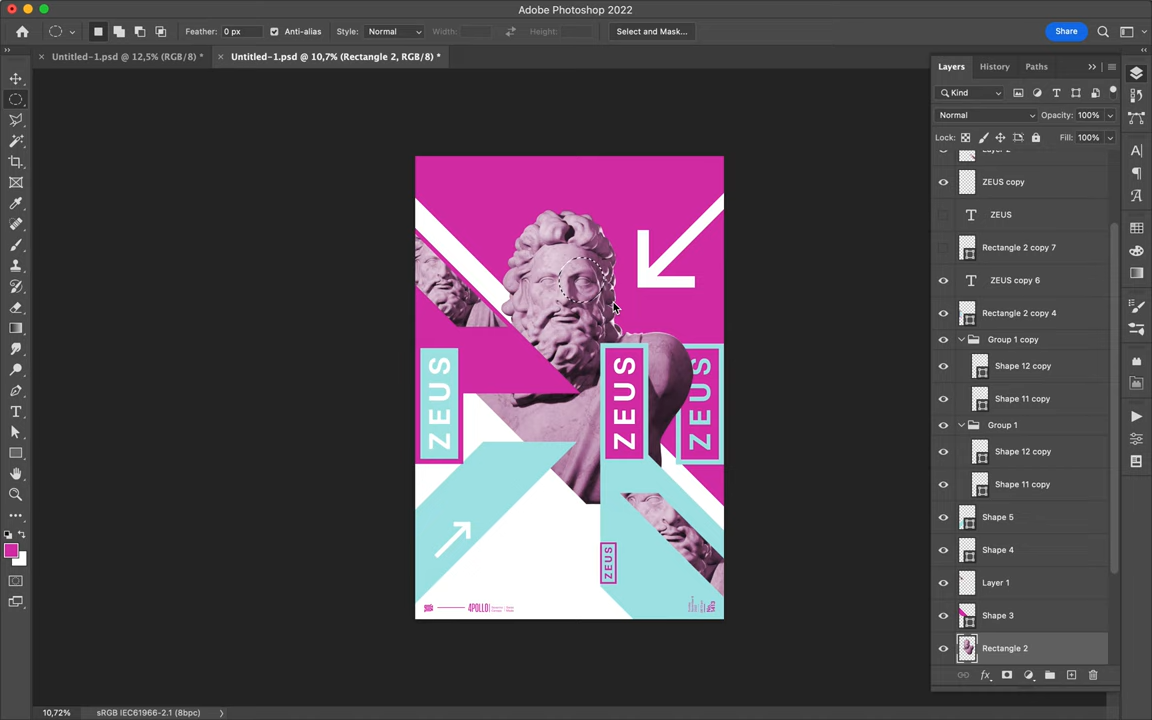 Adobe Photoshop 2022
Feather: 0 px
Anti-alias
Style: Normal
Width:
Height:
Select and Mask...
Share
Untitled-1.psd @ 12,5% (RGB/8) *
Untitled-1.psd @ 10,7% (Rectangle 2, RGB/8) *
Layers
History
Paths
Kind
Normal
Opacity: 100%
Lock:
Fill: 100%
Layer 2
ZEUS copy
ZEUS
Rectangle 2 copy 7
ZEUS copy 6
Rectangle 2 copy 4
Group 1 copy
Shape 12 copy
Shape 11 copy
Group 1
Shape 12 copy
Shape 11 copy
Shape 5
Shape 4
Layer 1
Shape 3
Rectangle 2
ZEUS
ZEUS
ZEUS
ZEUS
4POLLO
10,72%
sRGB IEC61966-2.1 (8bpc)